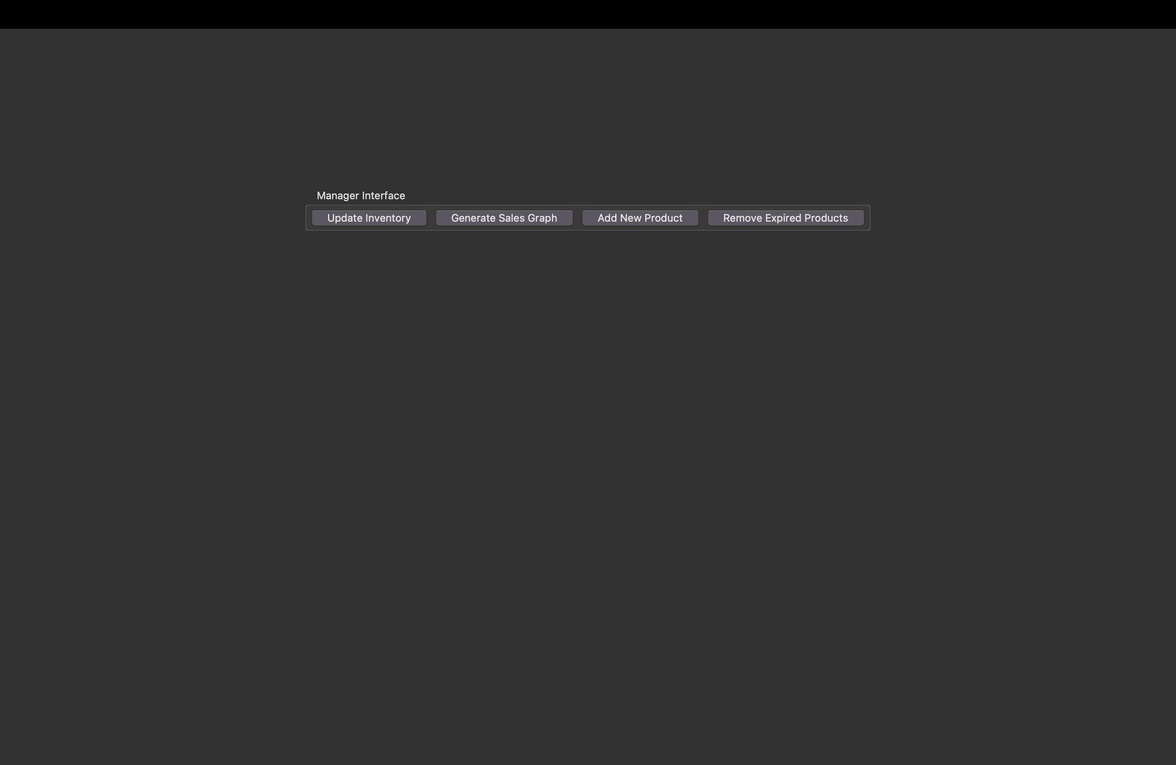 Manager Interface
Update Inventory Generate Sales Graph Add New Product Remove Expired Products